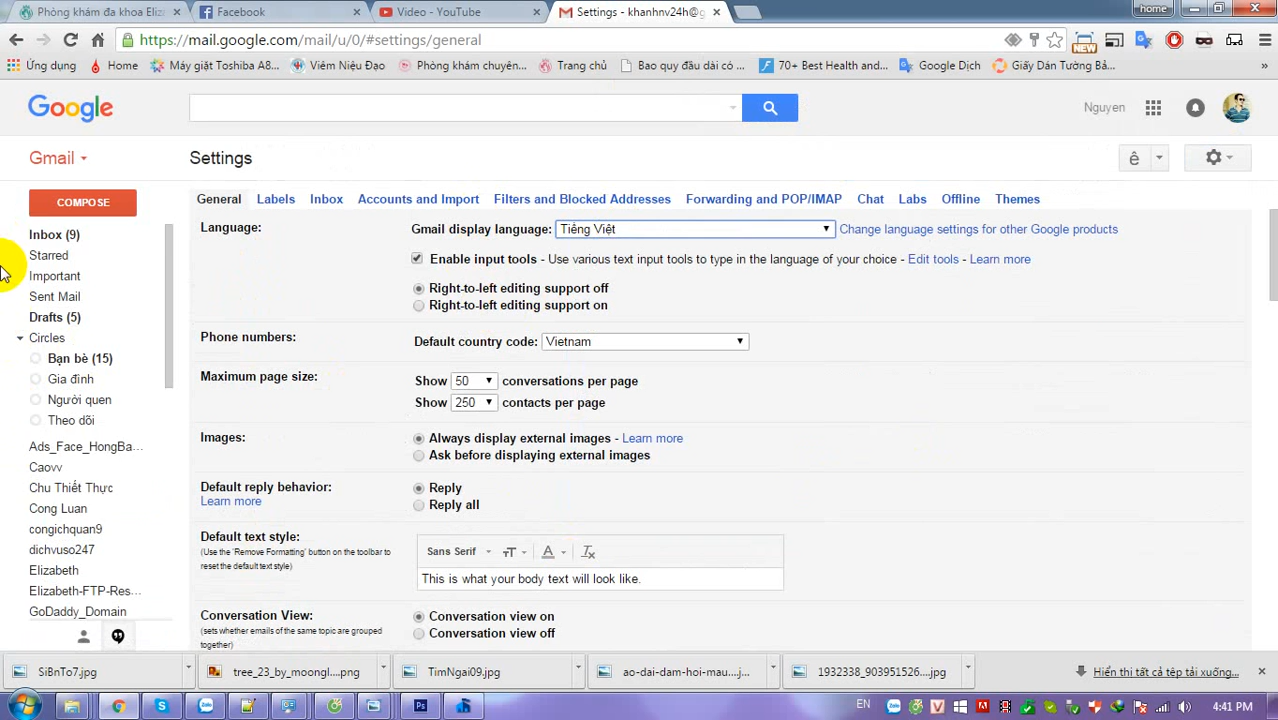 Phòng khám đa khoa Eliza
Facebook
Video - YouTube
Settings - khanhnv24h@g
home
https://mail.google.com/mail/u/0/#settings/general
NEW
Ứng dụng
Home
Máy giặt Toshiba A8...
Viêm Niệu Đạo
Phòng khám chuyên...
Trang chủ
Bao quy đầu dài có ...
70+ Best Health and...
Google Dịch
Giấy Dán Tường Bả...
»
Google
Nguyen
Gmail
Settings
ê
COMPOSE
General
Labels
Inbox
Accounts and Import
Filters and Blocked Addresses
Forwarding and POP/IMAP
Chat
Labs
Offline
Themes
Inbox (9)
Starred
Important
Sent Mail
Drafts (5)
Circles
Bạn bè (15)
Gia đình
Người quen
Theo dõi
Ads_Face_HongBa...
Caovv
Chu Thiết Thực
Cong Luan
congichquan9
dichvuso247
Elizabeth
Elizabeth-FTP-Res...
GoDaddy_Domain
Language:
Gmail display language: Tiếng Việt
Change language settings for other Google products
Enable input tools - Use various text input tools to type in the language of your choice - Edit tools - Learn more
Right-to-left editing support off
Right-to-left editing support on
Phone numbers:
Default country code: Vietnam
Maximum page size:
Show 50 conversations per page
Show 250 contacts per page
Images:
Always display external images - Learn more
Ask before displaying external images
Default reply behavior:
Learn more
Reply
Reply all
Default text style:
(Use the 'Remove Formatting' button on the toolbar to
reset the default text style)
Sans Serif
This is what your body text will look like.
Conversation View:
(sets whether emails of the same topic are grouped
together)
Conversation view on
Conversation view off
SiBnTo7.jpg
tree_23_by_moongl....png
TimNgai09.jpg
ao-dai-dam-hoi-mau....j...
1932338_903951526...jpg
Hiển thị tất cả tệp tải xuống...
EN
4:41 PM